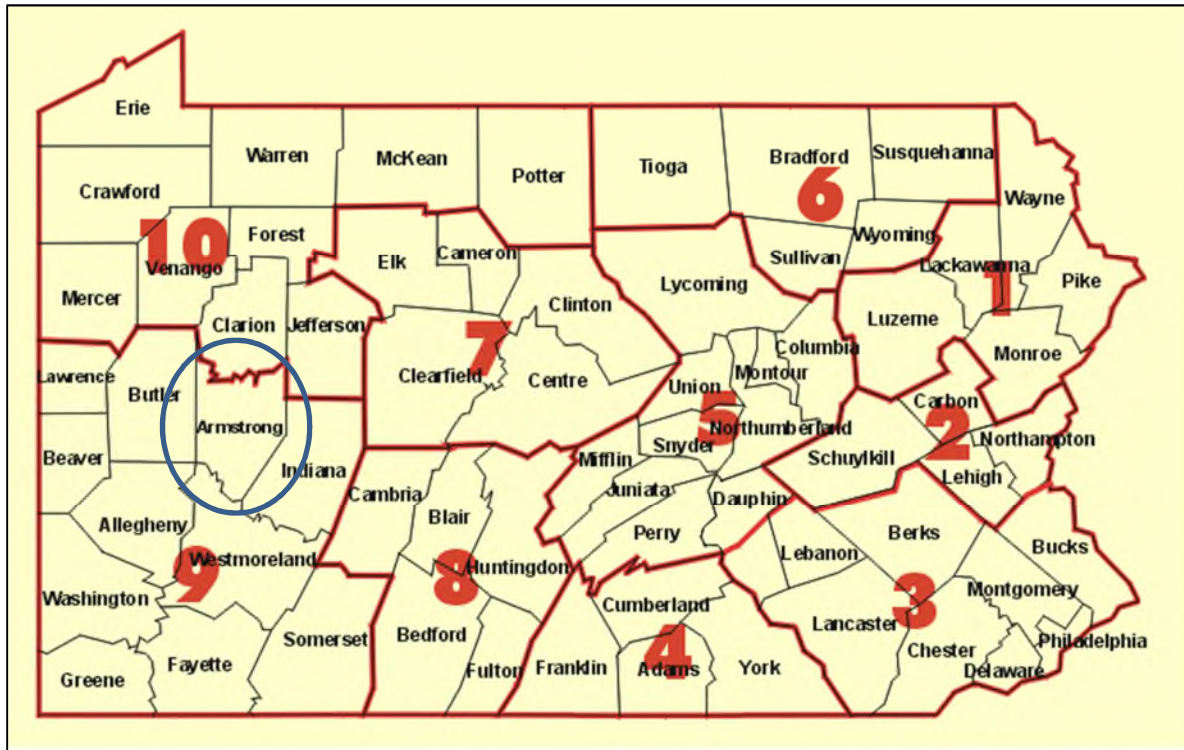 Erie
Warren
McKean
Potter
Tioga
Bradford
Susquehanna
Wayne
Crawford
6
10
Forest
Wyoming
Venango
Elk
Cameron
Sullivan
Lackawanna
Pike
Mercer
Lycoming
1
Clinton
Clarion
Jefferson
Luzerne
7
Columbia
Monroe
Lawrence
Clearfield
Centre
Montour
Butler
Union
Carbon
5
2
Armstrong
Northumberland
Northampton
Snyder
Beaver
Mifflin
Schuylkill
Indiana
Lehigh
Cambria
Juniata
Dauphin
Allegheny
Blair
Perry
Berks
Bucks
Lebanon
Westmoreland
Huntingdon
9
8
Montgomery
Washington
Cumberland
3
Lancaster
Bedford
Somerset
4
Philadelphia
Chester
Fayette
Fulton
Franklin
Adams
York
Delaware
Greene